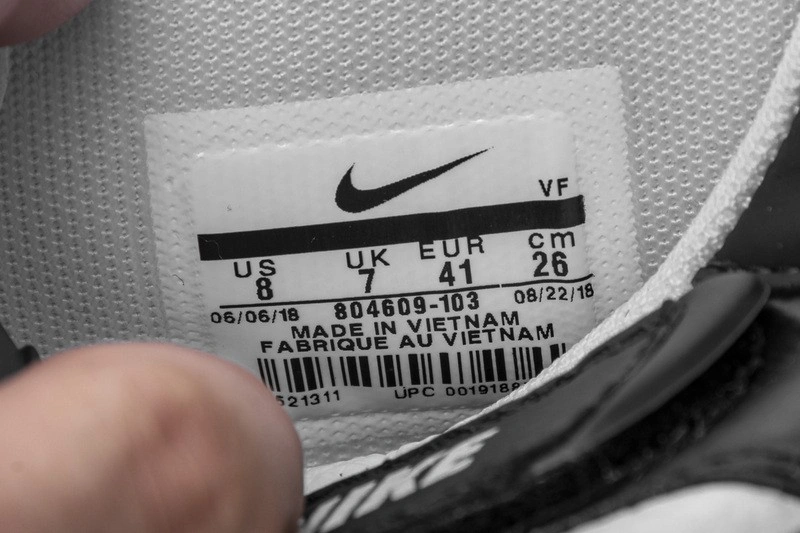 VF
US UK EUR cm
8 7 41 26
06/06/18 804609-103 08/22/18
MADE IN VIETNAM
FABRIQUE AU VIETNAM
521311 UPC 0019188
NIKE